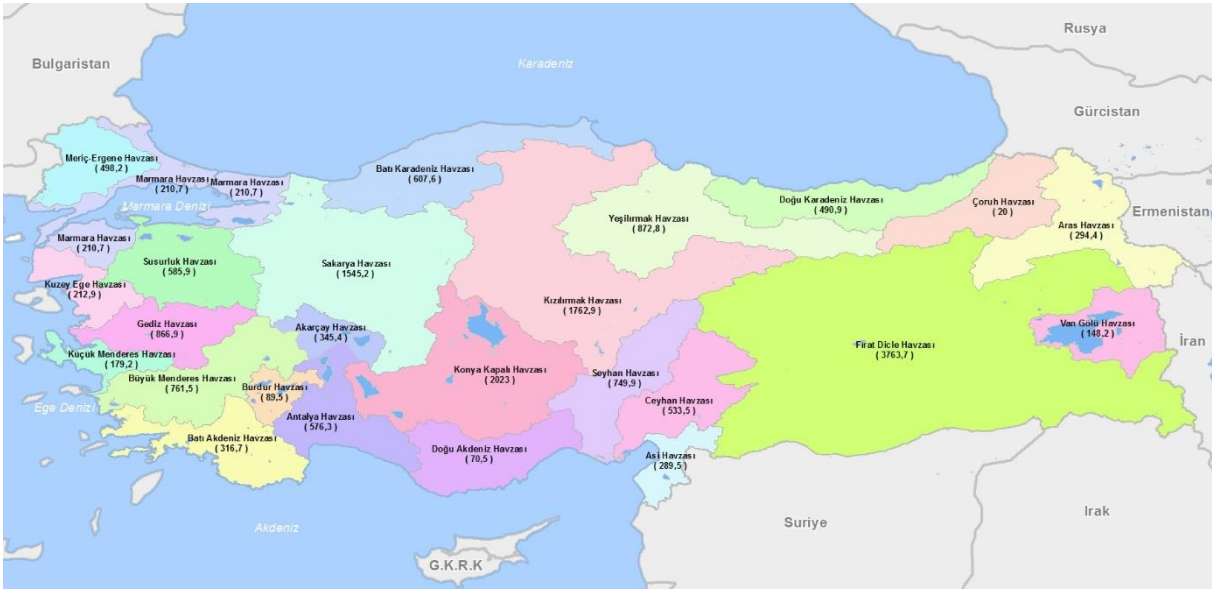 Rusya
Bulgaristan
Karadeniz
Gürcistan
Meriç-Ergene Havzası
( 498,2 )
Marmara Havzası
( 210,7 )
Marmara Havzası
( 210,7 )
Batı Karadeniz Havzası
( 607,6 )
Marmara Denizi
Doğu Karadeniz Havzası
( 490,9 )
Çoruh Havzası
( 20 )
Ermenistan
Yeşilırmak Havzası
( 872,8 )
Aras Havzası
( 294,4 )
Marmara Havzası
( 210,7 )
Susurluk Havzası
( 585,9 )
Sakarya Havzası
( 1545,2 )
Kuzey Ege Havzası
( 212,9 )
Kızılırmak Havzası
( 1762,9 )
Gediz Havzası
( 866,9 )
Akarçay Havzası
( 345,4 )
Van Gölü Havzası
( 148,2 )
İran
Küçük Menderes Havzası
( 179,2 )
Fırat Dicle Havzası
( 3763,7 )
Konya Kapalı Havzası
( 2023 )
Seyhan Havzası
( 749,9 )
Büyük Menderes Havzası
( 761,5 )
Burdur Havzası
( 89,5 )
Ege Denizi
Ceyhan Havzası
( 533,5 )
Antalya Havzası
( 576,3 )
Batı Akdeniz Havzası
( 316,7 )
Doğu Akdeniz Havzası
( 70,5 )
Asi Havzası
( 289,5 )
Akdeniz
Suriye
Irak
G.K.R.K